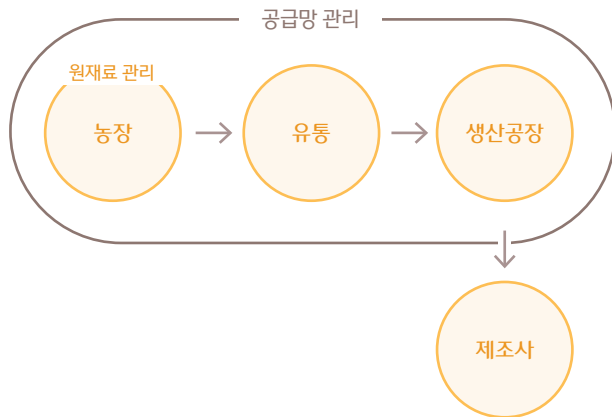 공급망 관리
원재료 관리
농장
유통
생산공장
제조사